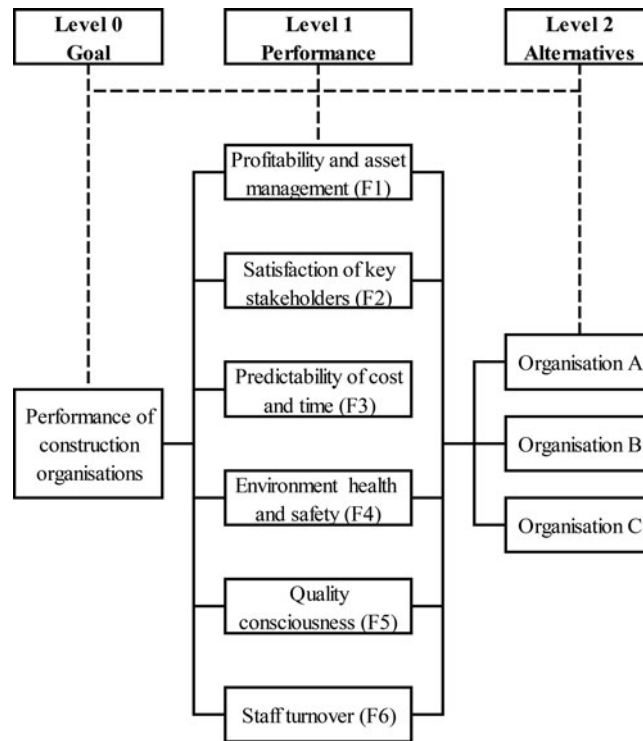 Level 0
Goal
Level 1
Performance
Level 2
Alternatives
Profitability and asset
management (F1)
Satisfaction of key
stakeholders (F2)
Predictability of cost
and time (F3)
Environment health
and safety (F4)
Quality
consciousness (F5)
Staff turnover (F6)
Performance of
construction
organisations
Organisation A
Organisation B
Organisation C